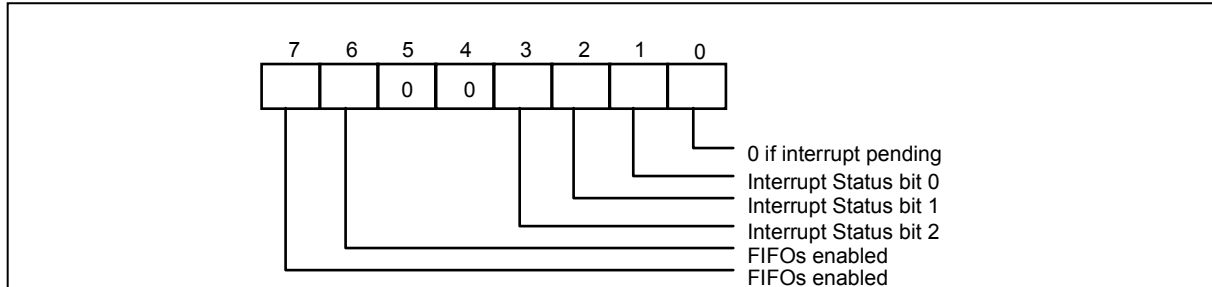 7 6 5 4 3 2 1 0
0 0
0 if interrupt pending
Interrupt Status bit 0
Interrupt Status bit 1
Interrupt Status bit 2
FIFOs enabled
FIFOs enabled